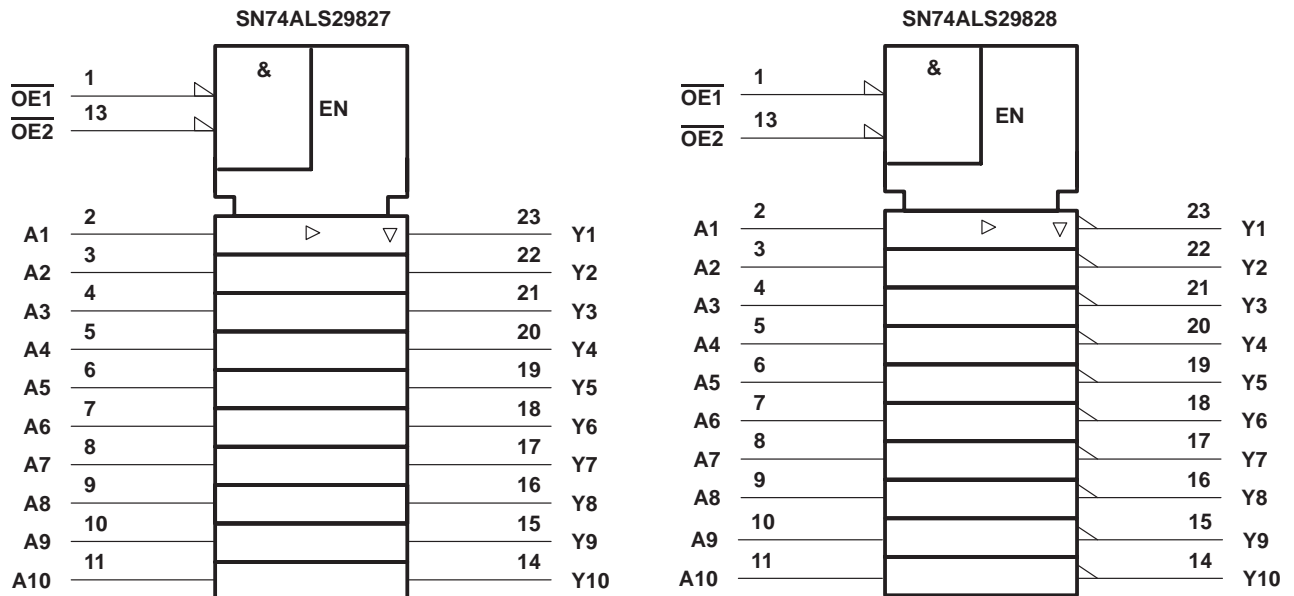 SN74ALS29827
&
EN
OE1 1
OE2 13
A1 2 23 Y1
A2 3 22 Y2
A3 4 21 Y3
A4 5 20 Y4
A5 6 19 Y5
A6 7 18 Y6
A7 8 17 Y7
A8 9 16 Y8
A9 10 15 Y9
A10 11 14 Y10
SN74ALS29828
&
EN
OE1 1
OE2 13
A1 2 23 Y1
A2 3 22 Y2
A3 4 21 Y3
A4 5 20 Y4
A5 6 19 Y5
A6 7 18 Y6
A7 8 17 Y7
A8 9 16 Y8
A9 10 15 Y9
A10 11 14 Y10